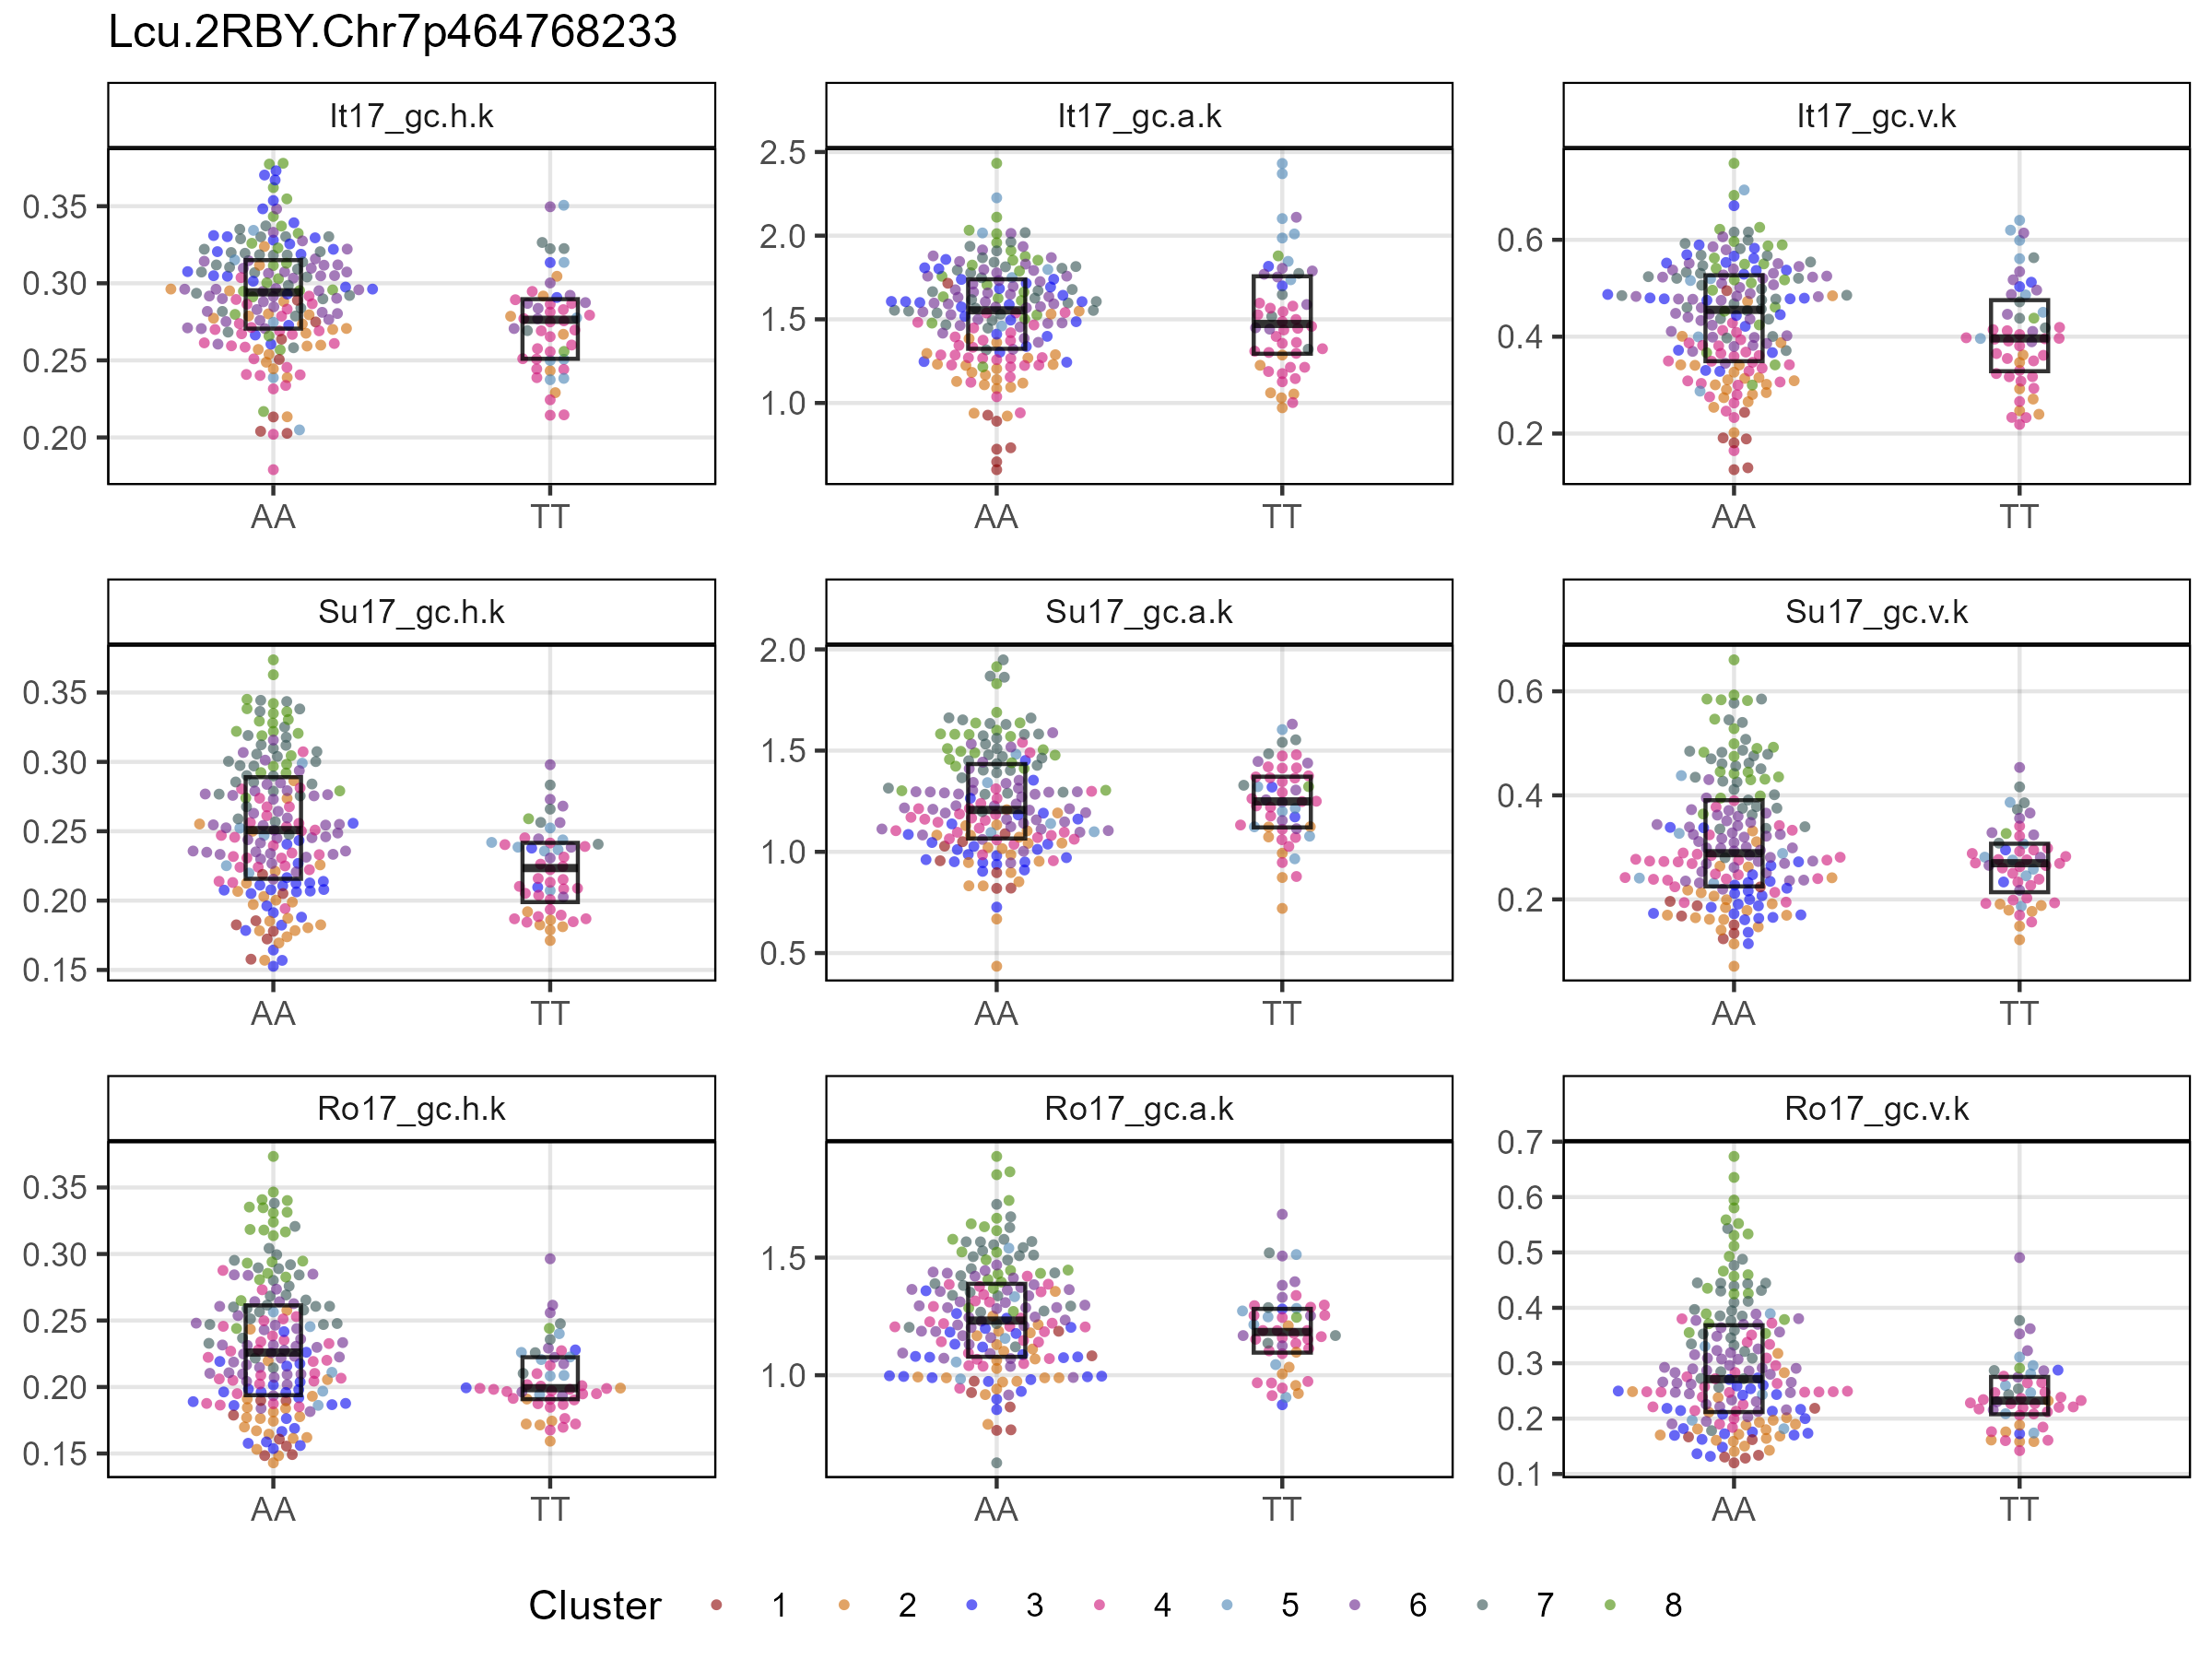 Lcu.2RBY.Chr7p464768233
It17_gc.h.k
It17_gc.a.k
It17_gc.v.k
0.35
0.30
0.25
0.20
AA
TT
2.5
2.0
1.5
1.0
AA
TT
0.6
0.4
0.2
AA
TT
Su17_gc.h.k
Su17_gc.a.k
Su17_gc.v.k
0.35
0.30
0.25
0.20
0.15
AA
TT
2.0
1.5
1.0
0.5
AA
TT
0.6
0.4
0.2
AA
TT
Ro17_gc.h.k
Ro17_gc.a.k
Ro17_gc.v.k
0.35
0.30
0.25
0.20
0.15
AA
TT
1.5
1.0
AA
TT
0.7
0.6
0.5
0.4
0.3
0.2
0.1
AA
TT
Cluster 1 2 3 4 5 6 7 8